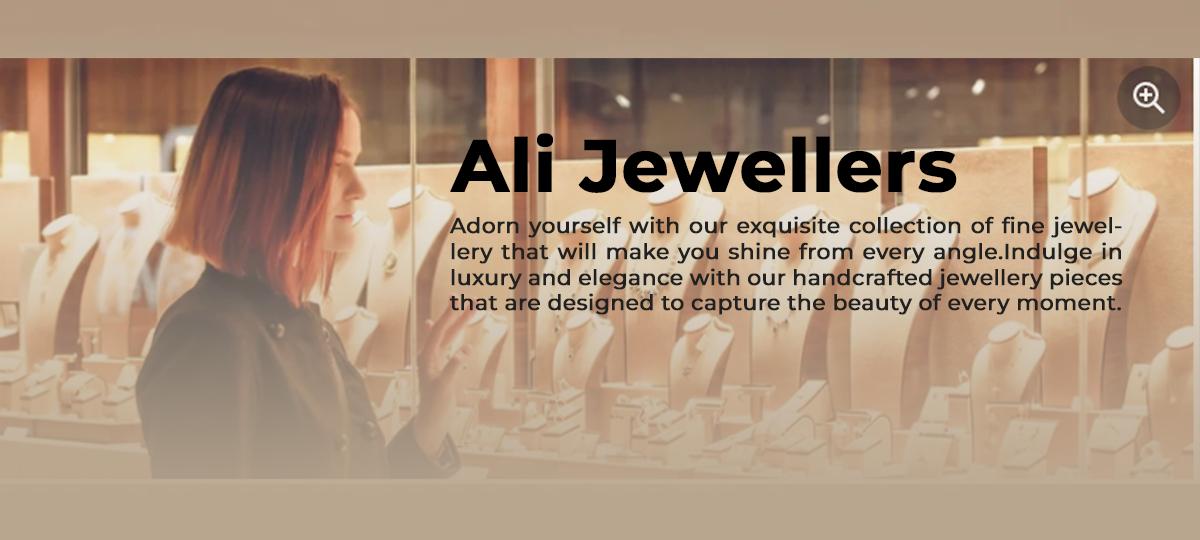 Ali Jewellers
Adorn yourself with our exquisite collection of fine jewel-
lery that will make you shine from every angle.Indulge in
luxury and elegance with our handcrafted jewellery pieces
that are designed to capture the beauty of every moment.